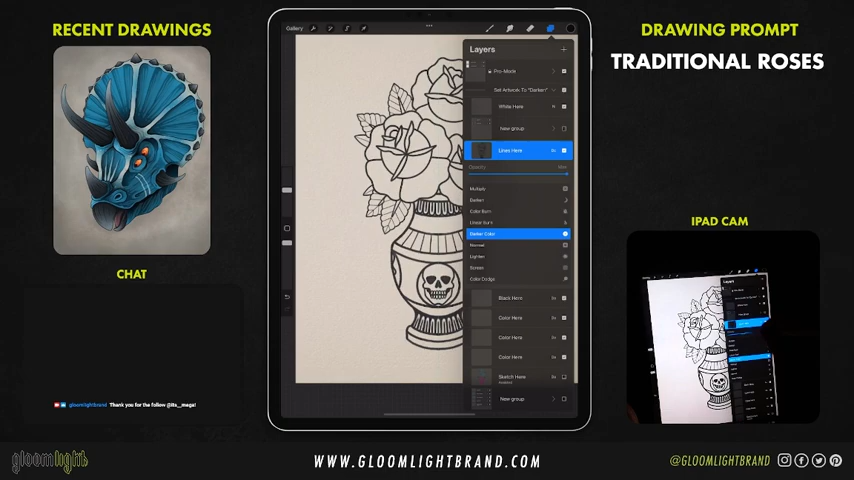 RECENT DRAWINGS
CHAT
gloomlightbrand Thank you for the follow @its__mega!
Gallery
Layers
Pro-Mode
Set Artwork To "Darken"
White Here
New group
Lines Here
Opacity
Multiply
Darken
Color Burn
Linear Burn
Darker Color
Normal
Lighten
Screen
Color Dodge
Black Here
Color Here
Color Here
Color Here
Sketch Here
New group
DRAWING PROMPT
TRADITIONAL ROSES
IPAD CAM
Layers
gloomlight
WWW.GLOOMLIGHTBRAND.COM
@GLOOMLIGHTBRAND